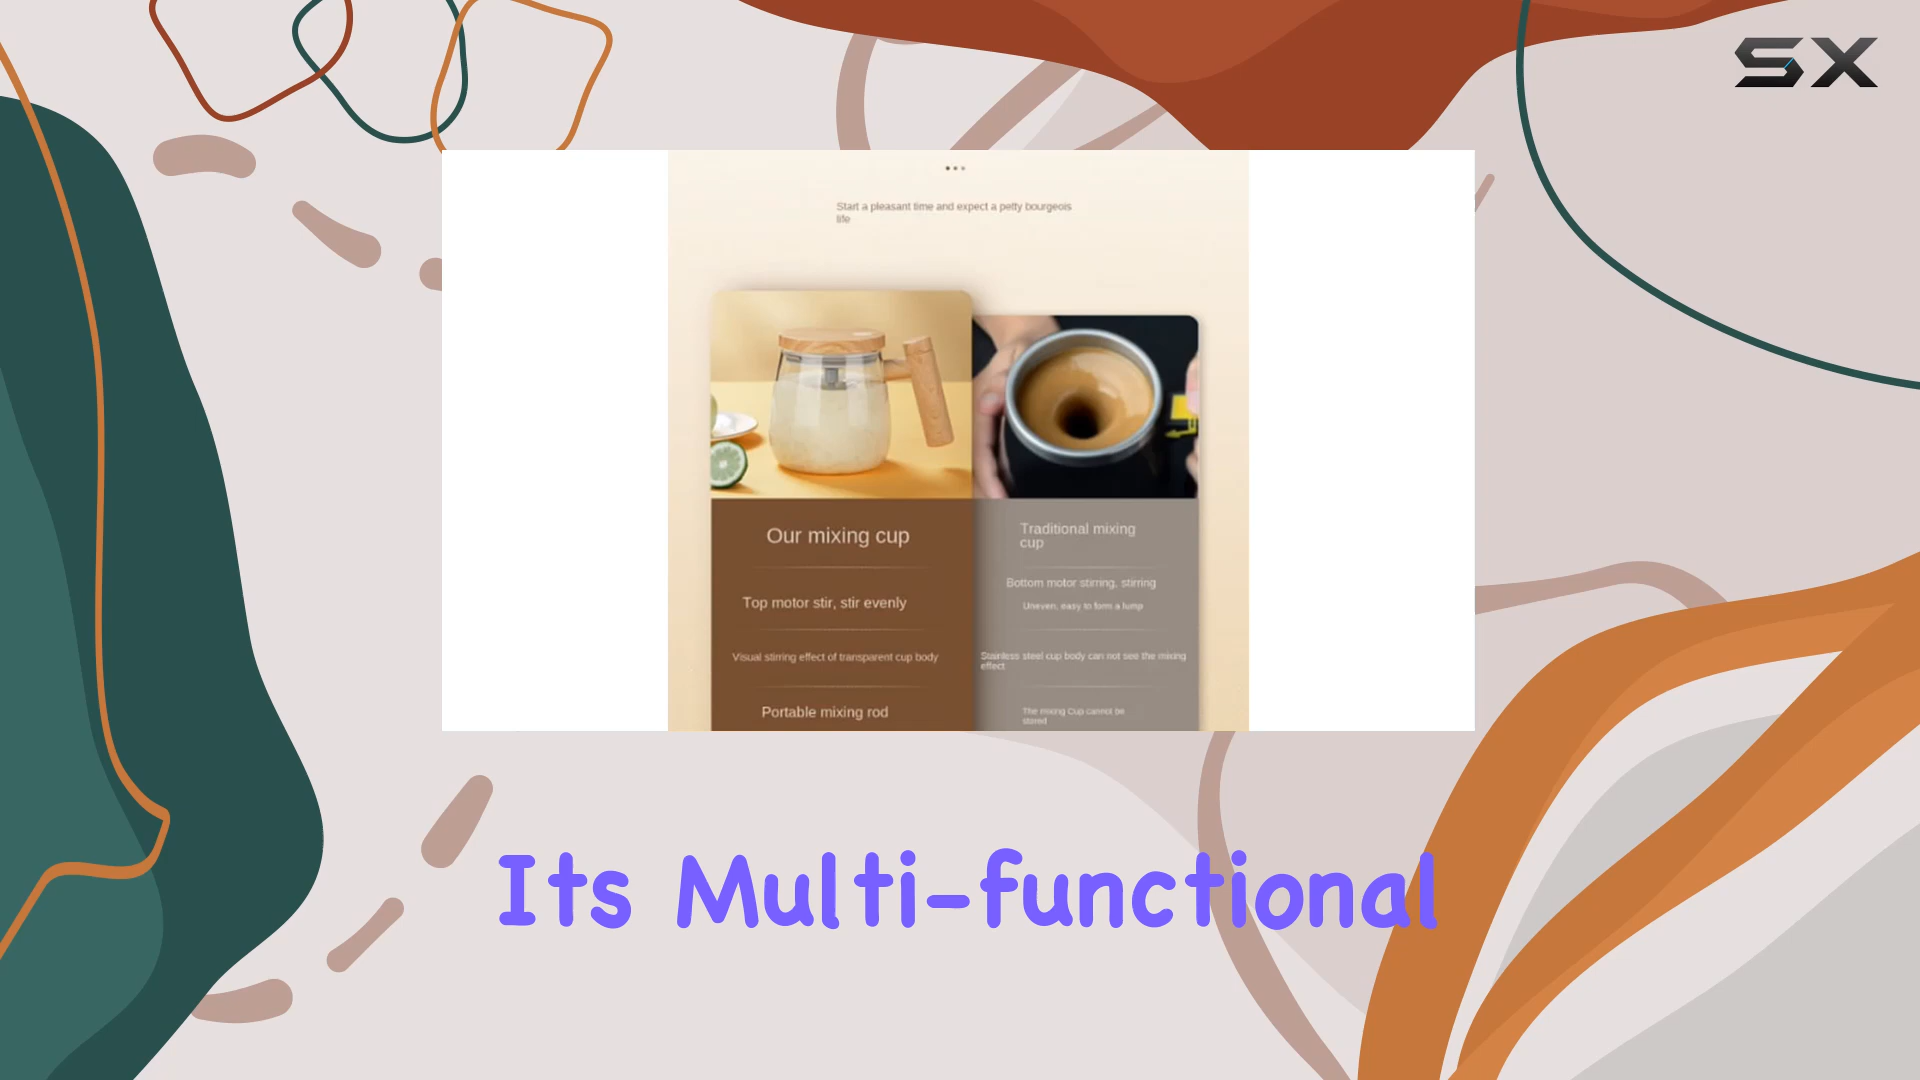 SX
Start a pleasant time and expect a petty bourgeois
life
Our mixing cup
Top motor stir, stir evenly
Visual stirring effect of transparent cup body
Portable mixing rod
Traditional mixing
cup
Bottom motor stirring, stirring
Uneven, easy to form a lump
Stainless steel cup body can not see the mixing
effect
The mixing Cup cannot be
stored
Its Multi-functional